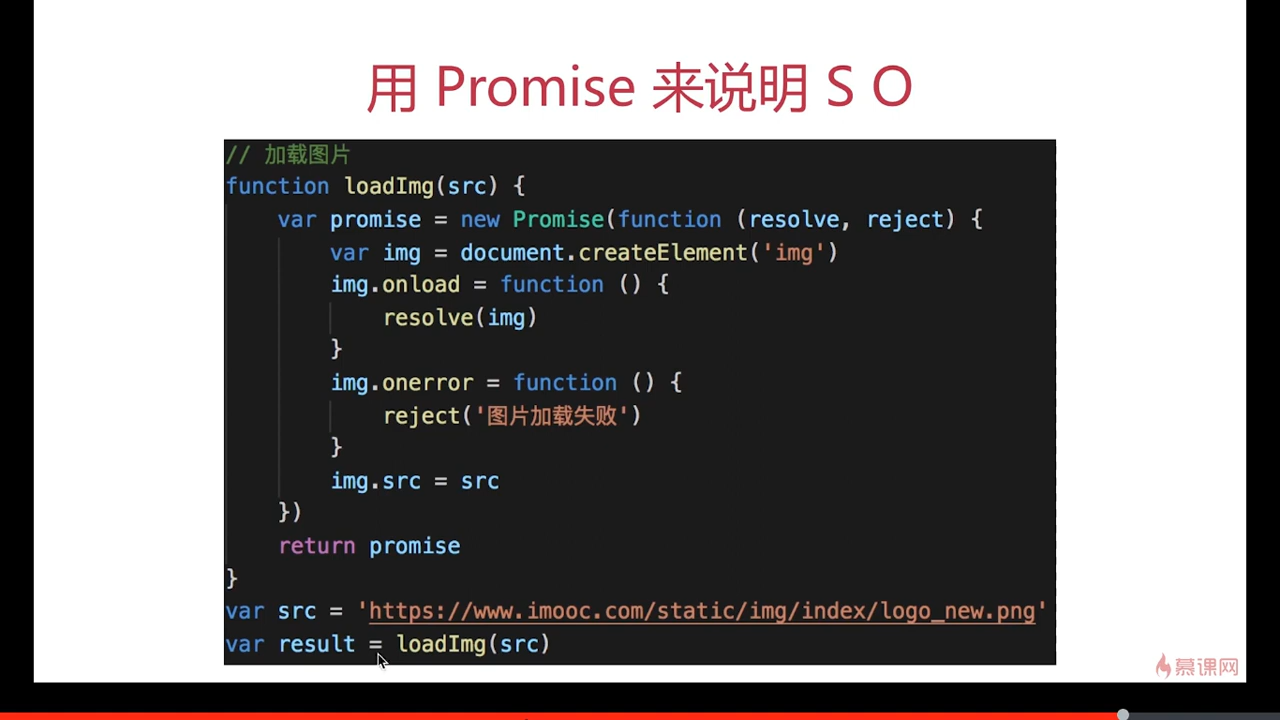 用 Promise 来说明 S O
// 加载图片
function loadImg(src) {
    var promise = new Promise(function (resolve, reject) {
        var img = document.createElement('img')
        img.onload = function () {
            resolve(img)
        }
        img.onerror = function () {
            reject('图片加载失败')
        }
        img.src = src
    })
    return promise
}
var src = 'https://www.imooc.com/static/img/index/logo_new.png'
var result = loadImg(src)
慕课网